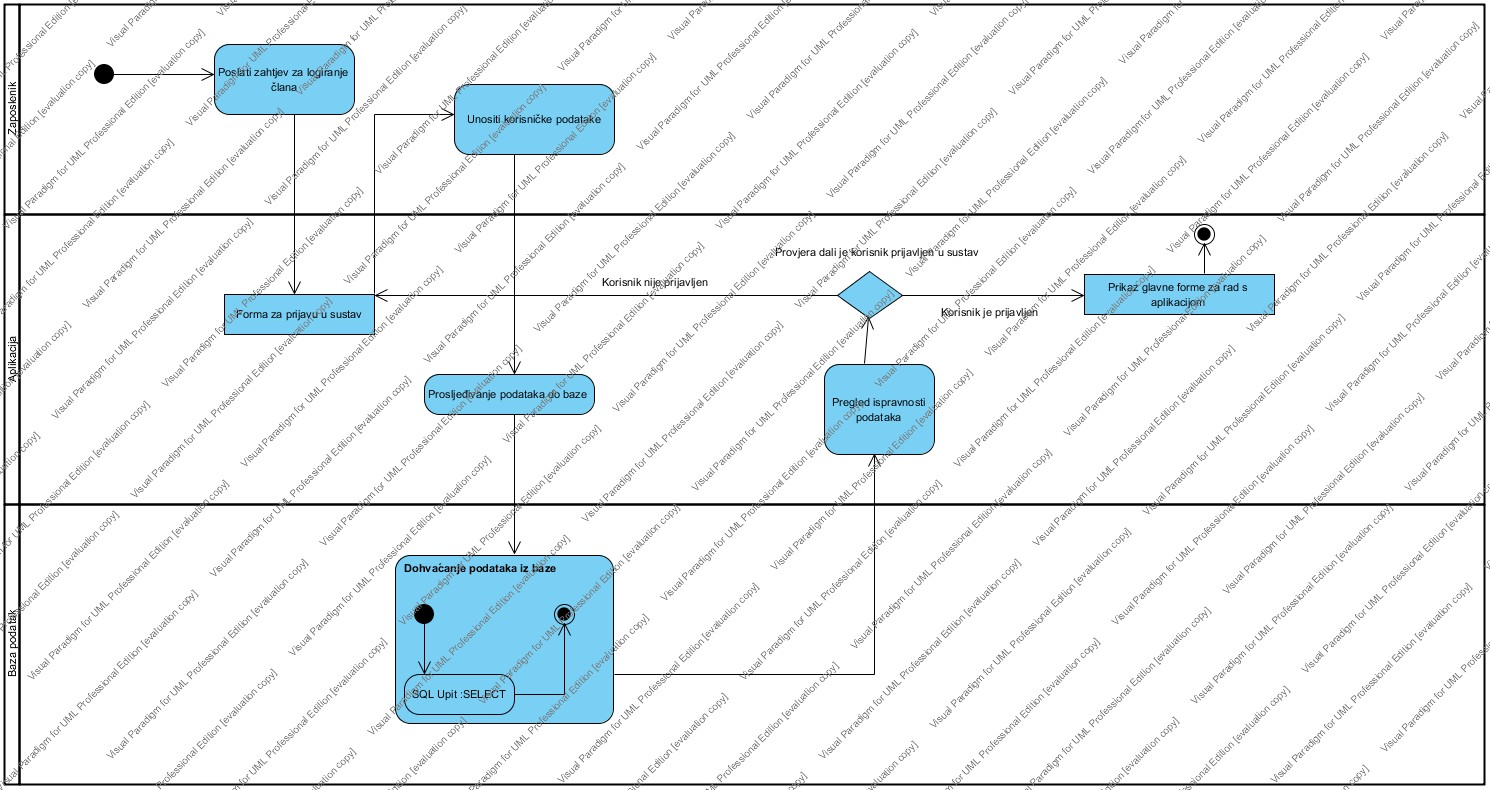 Zaposlenik
Poslati zahtjev za logiranje
člana
Unositi korisničke podatake
Aplikacija
Provjera dali je korisnik prijavljen u sustav
Korisnik nije prijavljen
Korisnik je prijavljen
Prikaz glavne forme za rad s
aplikacijom
Forma za prijavu u sustav
Prosljeđivanje podataka do baze
Pregled ispravnosti
podataka
Baza podatak
Dohvaćanje podataka iz baze
SQL Upit :SELECT
Visual Paradigm for UML Professional Edition [evaluation copy]